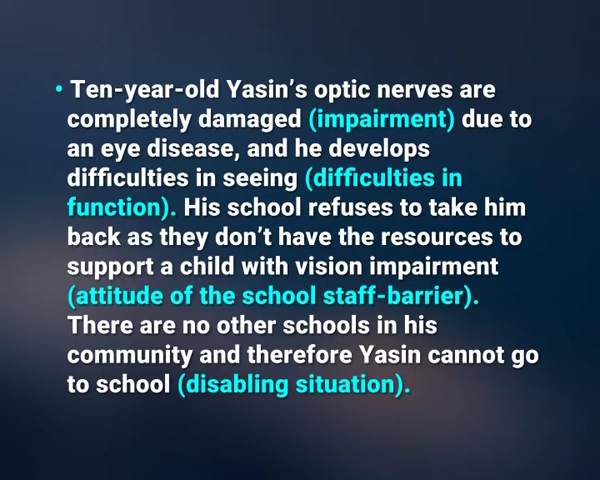 • Ten-year-old Yasin's optic nerves are
completely damaged (impairment) due to
an eye disease, and he develops
difficulties in seeing (difficulties in
function). His school refuses to take him
back as they don't have the resources to
support a child with vision impairment
(attitude of the school staff-barrier).
There are no other schools in his
community and therefore Yasin cannot go
to school (disabling situation).